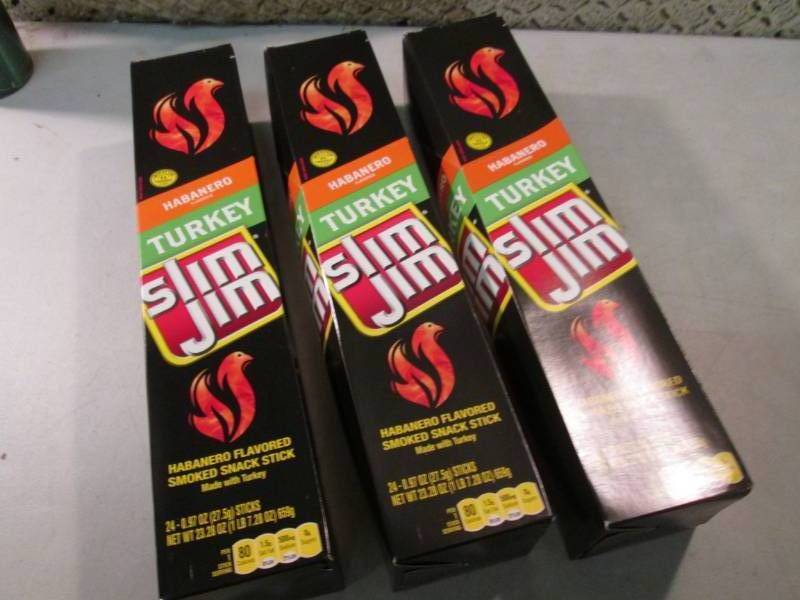 HABANERO
TURKEY
slim
Jim
HABANERO FLAVORED
SMOKED SNACK STICK
Made with Turkey
24 - 0.97 OZ (27.5g) STICKS
NET WT 23.28 OZ (1 LB 7.28 OZ) 659g
80
HABANERO
TURKEY
slim
Jim
HABANERO FLAVORED
SMOKED SNACK STICK
Made with Turkey
24 - 0.97 OZ (27.5g) STICKS
NET WT 23.28 OZ (1 LB 7.28 OZ) 659g
80
HABANERO
TURKEY
slim
Jim